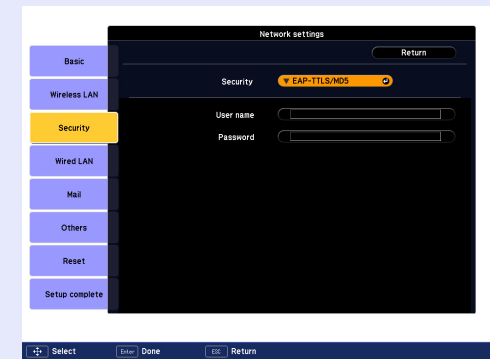 Network settings
Return
Basic
Security ▼ EAP-TTLS/MD5
Wireless LAN
User name
Security
Password
Wired LAN
Mail
Others
Reset
Setup complete
Select Enter Done ESC Return